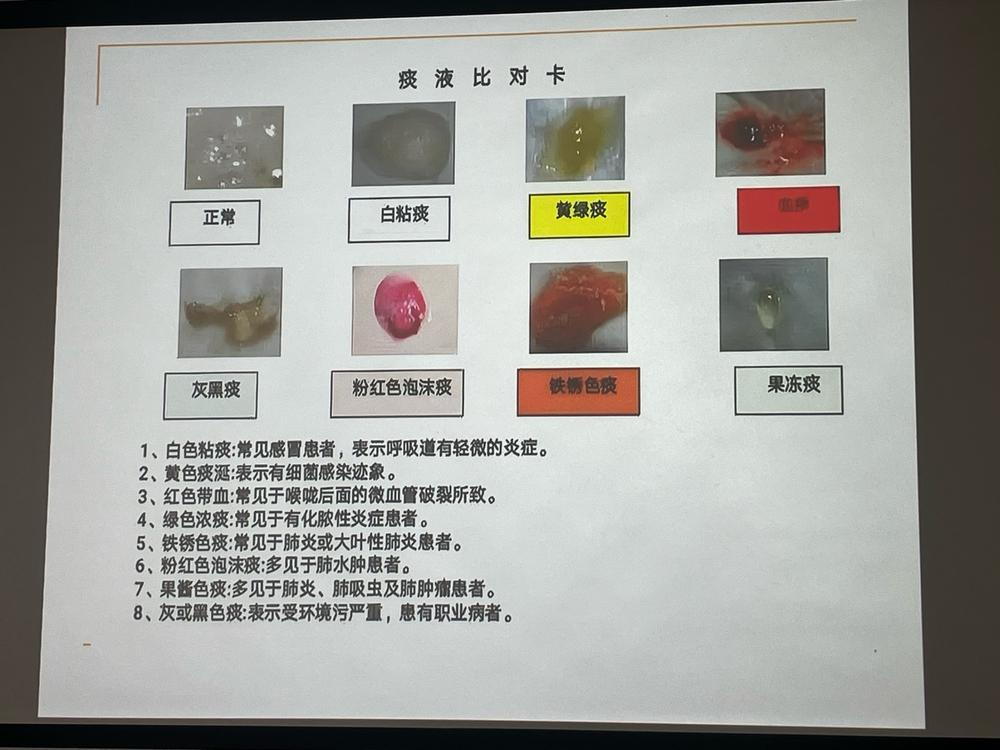 痰液比对卡
正常
白粘痰
黄绿痰
灰黑痰
粉红色泡沫痰
铁锈色痰
果冻痰
1、白色粘痰:常见感冒患者，表示呼吸道有轻微的炎症。
2、黄色痰涎:表示有细菌感染迹象。
3、红色带血:常见于喉咙后面的微血管破裂所致。
4、绿色浓痰:常见于有化脓性炎症患者。
5、铁锈色痰:常见于肺炎或大叶性肺炎患者。
6、粉红色泡沫痰:多见于肺水肿患者。
7、果酱色痰:多见于肺炎、肺吸虫及肺肿瘤患者。
8、灰或黑色痰:表示受环境污严重，患有职业病者。